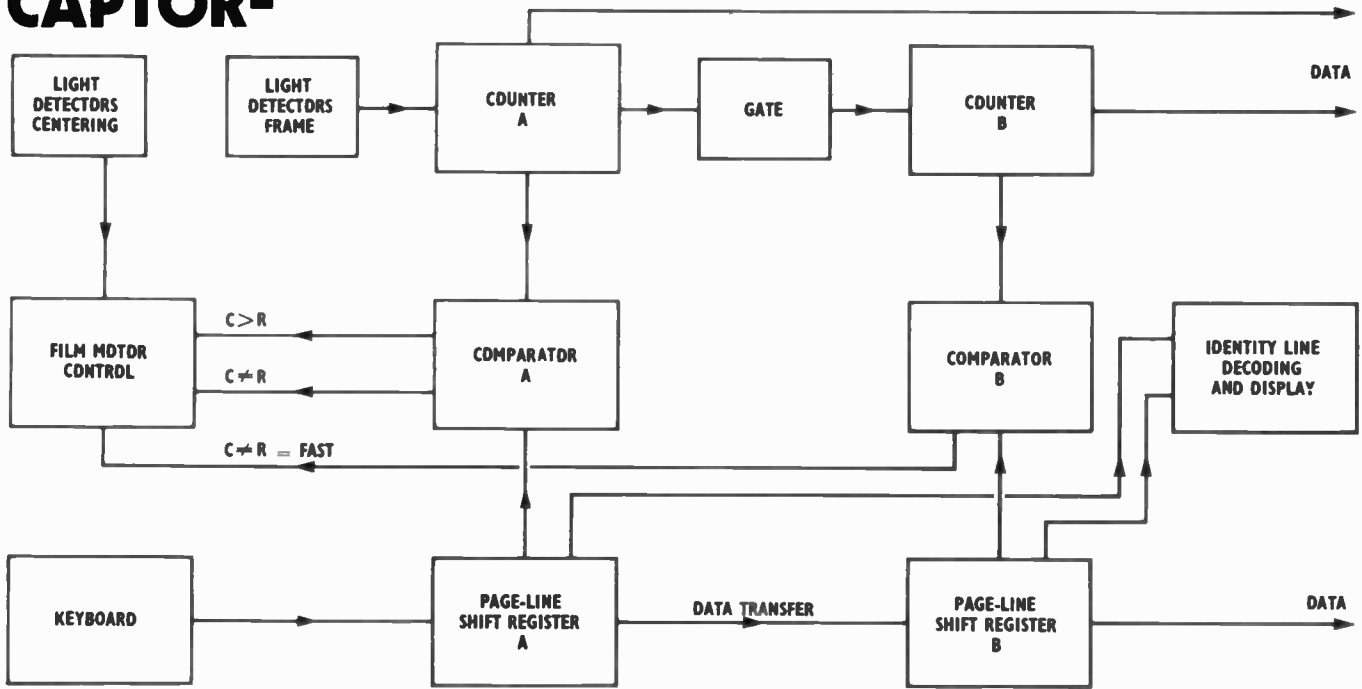 CAPTOR-
LIGHT
DETECTORS
CENTERING
LIGHT
DETECTORS
FRAME
COUNTER
A
GATE
COUNTER
B
DATA
FILM MOTOR
CONTROL
C>R
C≠R
C≠R = FAST
COMPARATOR
A
COMPARATOR
B
IDENTITY LINE
DECODING
AND DISPLAY
KEYBOARD
PAGE-LINE
SHIFT REGISTER
A
DATA TRANSFER
PAGE-LINE
SHIFT REGISTER
B
DATA